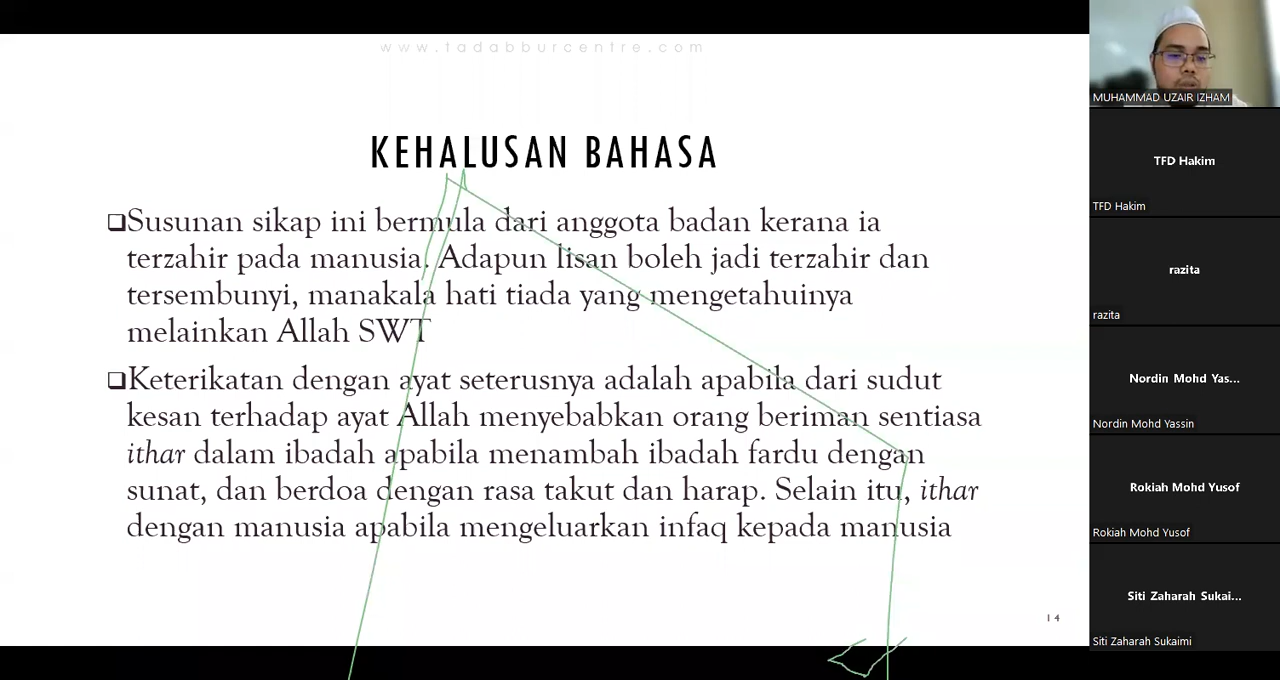 www.tadabburcentre.com
KEHALUSAN BAHASA
❑Susunan sikap ini bermula dari anggota badan kerana ia
terzahir pada manusia. Adapun lisan boleh jadi terzahir dan
tersembunyi, manakala hati tiada yang mengetahuinya
melainkan Allah SWT
❑Keterikatan dengan ayat seterusnya adalah apabila dari sudut
kesan terhadap ayat Allah menyebabkan orang beriman sentiasa
ithar dalam ibadah apabila menambah ibadah fardu dengan
sunat, dan berdoa dengan rasa takut dan harap. Selain itu, ithar
dengan manusia apabila mengeluarkan infaq kepada manusia
14
MUHAMMAD UZAIR IZHAM
TFD Hakim
TFD Hakim
razita
razita
Nordin Mohd Yas...
Nordin Mohd Yassin
Rokiah Mohd Yusof
Rokiah Mohd Yusof
Siti Zaharah Sukai...
Siti Zaharah Sukaimi